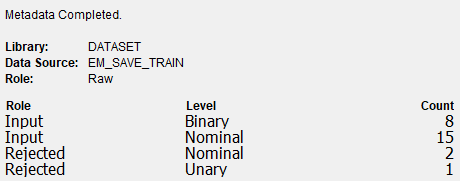 Metadata Completed.
Library: DATASET
Data Source: EM_SAVE_TRAIN
Role: Raw
Role Level Count
Input Binary 8
Input Nominal 15
Rejected Nominal 2
Rejected Unary 1